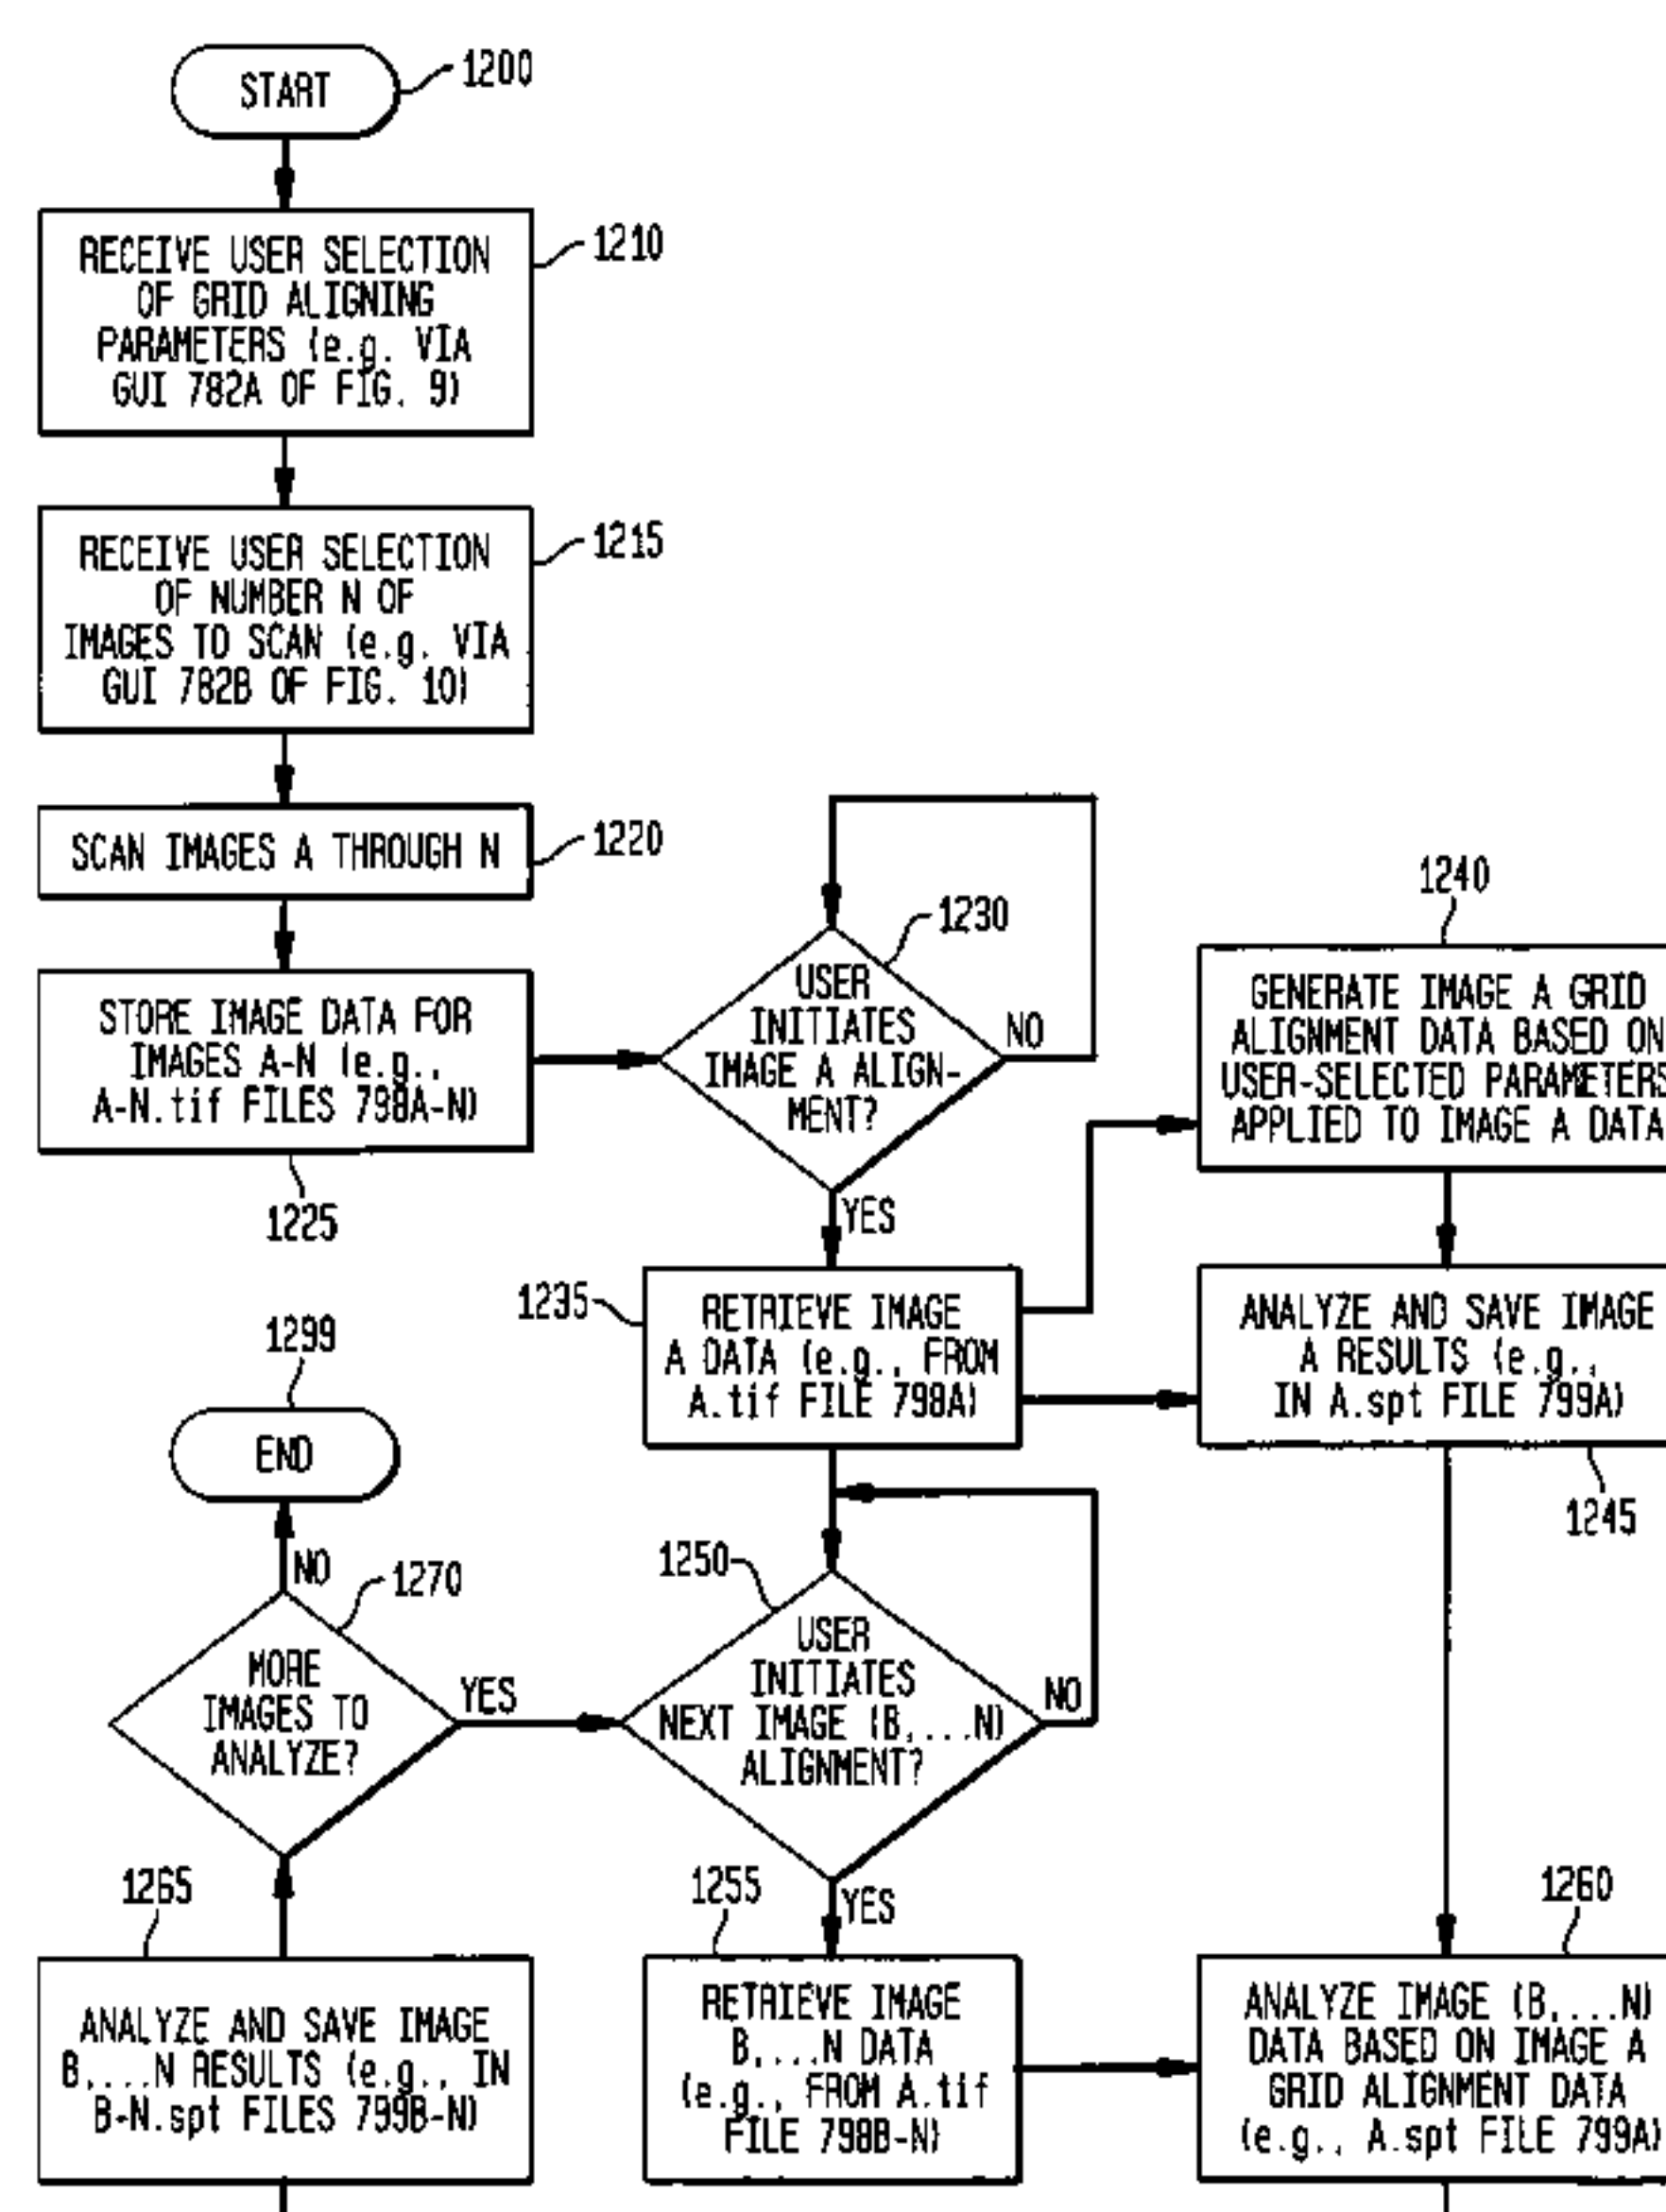 START
1200
RECEIVE USER SELECTION
OF GRID ALIGNING
PARAMETERS (e.g. VIA
GUI 782A OF FIG. 9)
1210
RECEIVE USER SELECTION
OF NUMBER N OF
IMAGES TO SCAN (e.g. VIA
GUI 782B OF FIG. 10)
1215
SCAN IMAGES A THROUGH N
1220
STORE IMAGE DATA FOR
IMAGES A-N (e.g.,
A-N.tif FILES 798A-N)
1225
USER
INITIATES
IMAGE A ALIGN-
MENT?
1230
NO
YES
RETRIEVE IMAGE
A DATA (e.g., FROM
A.tif FILE 798A)
1235
1240
GENERATE IMAGE A GRID
ALIGNMENT DATA BASED ON
USER-SELECTED PARAMETERS
APPLIED TO IMAGE A DATA
ANALYZE AND SAVE IMAGE
A RESULTS (e.g.,
IN A.spt FILE 799A)
1245
1299
END
NO
1270
MORE
IMAGES TO
ANALYZE?
YES
1250
USER
INITIATES
NEXT IMAGE (B,...N)
ALIGNMENT?
NO
YES
1265
ANALYZE AND SAVE IMAGE
B,...N RESULTS (e.g., IN
B-N.spt FILES 799B-N)
1255
RETRIEVE IMAGE
B,...N DATA
(e.g., FROM A.tif
FILE 798B-N)
1260
ANALYZE IMAGE (B,...N)
DATA BASED ON IMAGE A
GRID ALIGNMENT DATA
(e.g., A.spt FILE 799A)